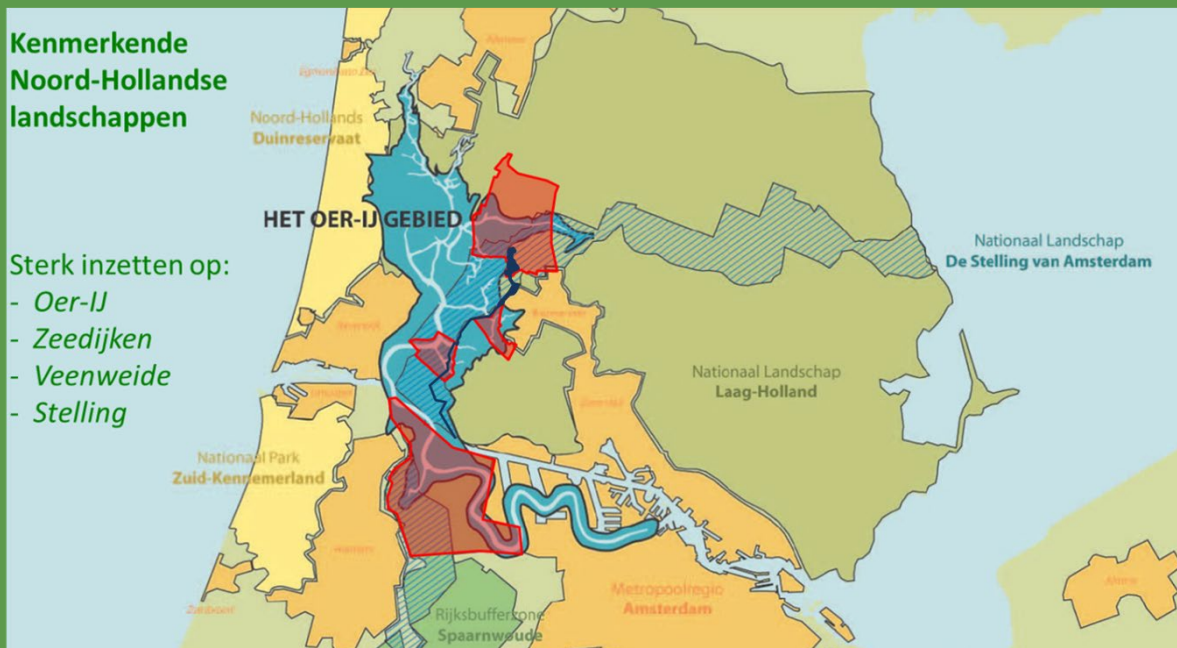 Kenmerkende
Noord-Hollandse
landschappen
Noord-Hollands
Duinreservaat
HET OER-IJ GEBIED
Sterk inzetten op:
- Oer-IJ
- Zeedijken
- Veenweide
- Stelling
Nationaal Landschap
De Stelling van Amsterdam
Nationaal Landschap
Laag-Holland
Nationaal Park
Zuid-Kennemerland
Metropoolregio
Amsterdam
Rijksbufferzone
Spaarnwoude